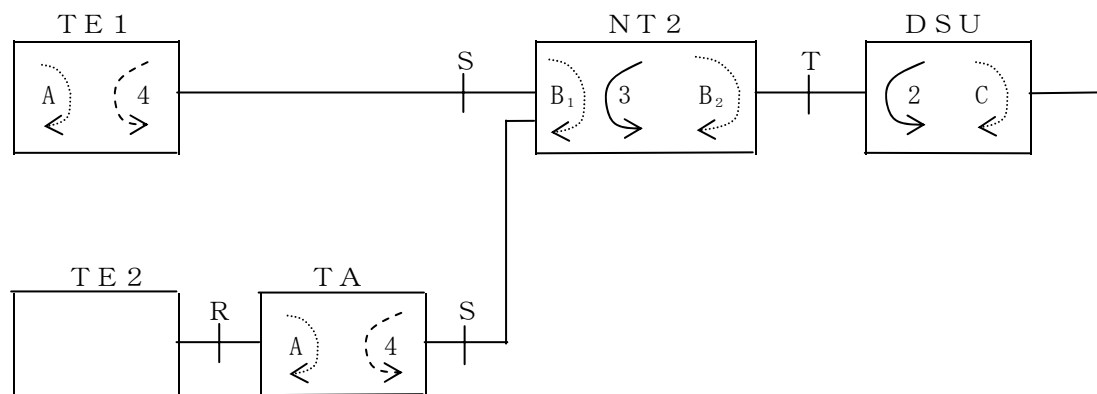 TE1 NT2 DSU
S T
A 4 B₁ 3 B₂ 2 C
TE2 TA
R S
A 4